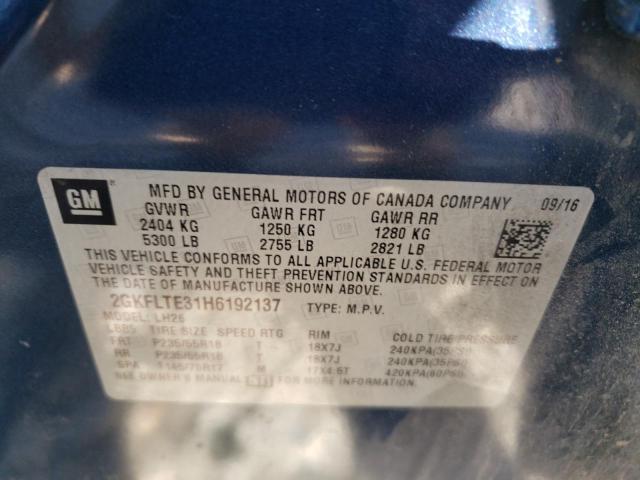 GM
MFD BY GENERAL MOTORS OF CANADA COMPANY 09/16
GVWR GAWR FRT GAWR RR
2404 KG 1250 KG 1280 KG
5300 LB 2755 LB 2821 LB
THIS VEHICLE CONFORMS TO ALL APPLICABLE U.S. FEDERAL MOTOR
VEHICLE SAFETY AND THEFT PREVENTION STANDARDS IN EFFECT ON
THE DATE OF MANUFACTURE SHOWN ABOVE.
2GKFLTE31H6192137 TYPE: M.P.V.
MODEL: LH26
TIRE SIZE SPEED RTG RIM COLD TIRE PRESSURE
FRT P235/55R18 T 18X7J 240KPA(35PSI)
RR P235/55R18 T 18X7J 240KPA(35PSI)
SPA T145/70R17 M 17X4.5T 420KPA(60PSI)
SEE OWNER'S MANUAL FOR MORE INFORMATION.